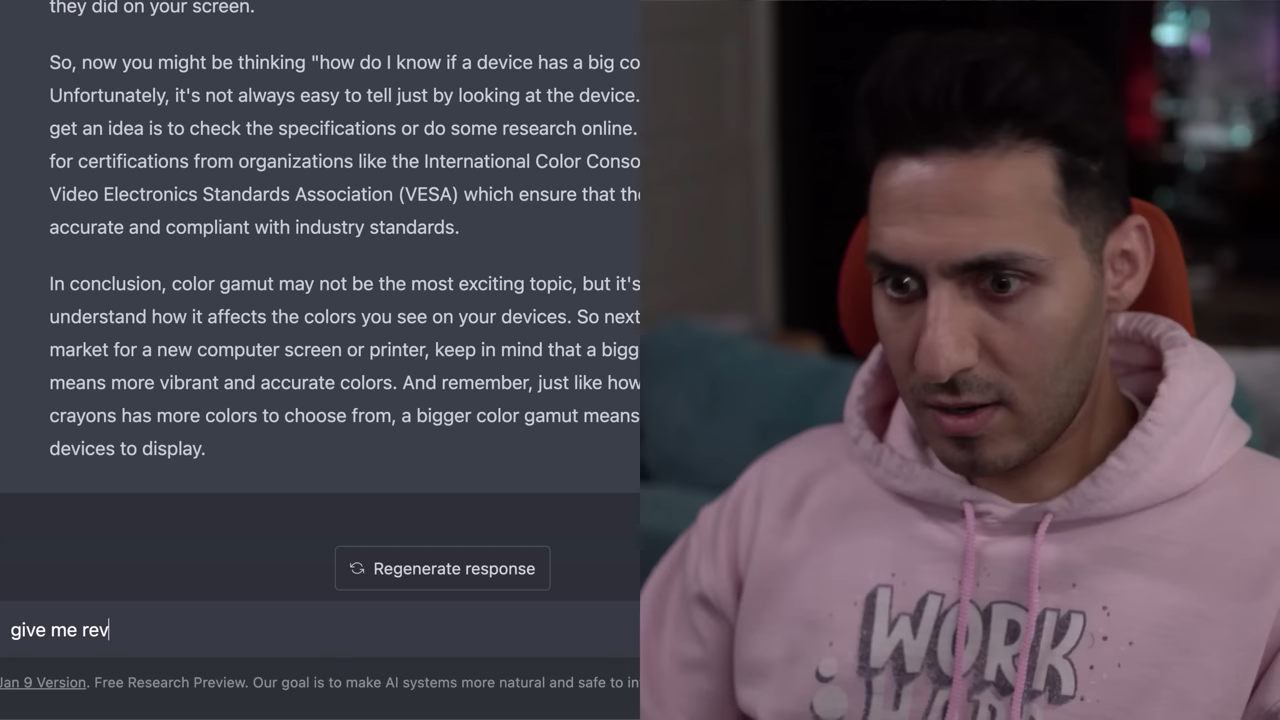 they did on your screen.
So, now you might be thinking "how do I know if a device has a big co
Unfortunately, it's not always easy to tell just by looking at the device.
get an idea is to check the specifications or do some research online.
for certifications from organizations like the International Color Conso
Video Electronics Standards Association (VESA) which ensure that the
accurate and compliant with industry standards.
In conclusion, color gamut may not be the most exciting topic, but it's
understand how it affects the colors you see on your devices. So next
market for a new computer screen or printer, keep in mind that a bigg
means more vibrant and accurate colors. And remember, just like how
crayons has more colors to choose from, a bigger color gamut means
devices to display.
Regenerate response
give me rev
Jan 9 Version. Free Research Preview. Our goal is to make AI systems more natural and safe to in
WORK
HARD